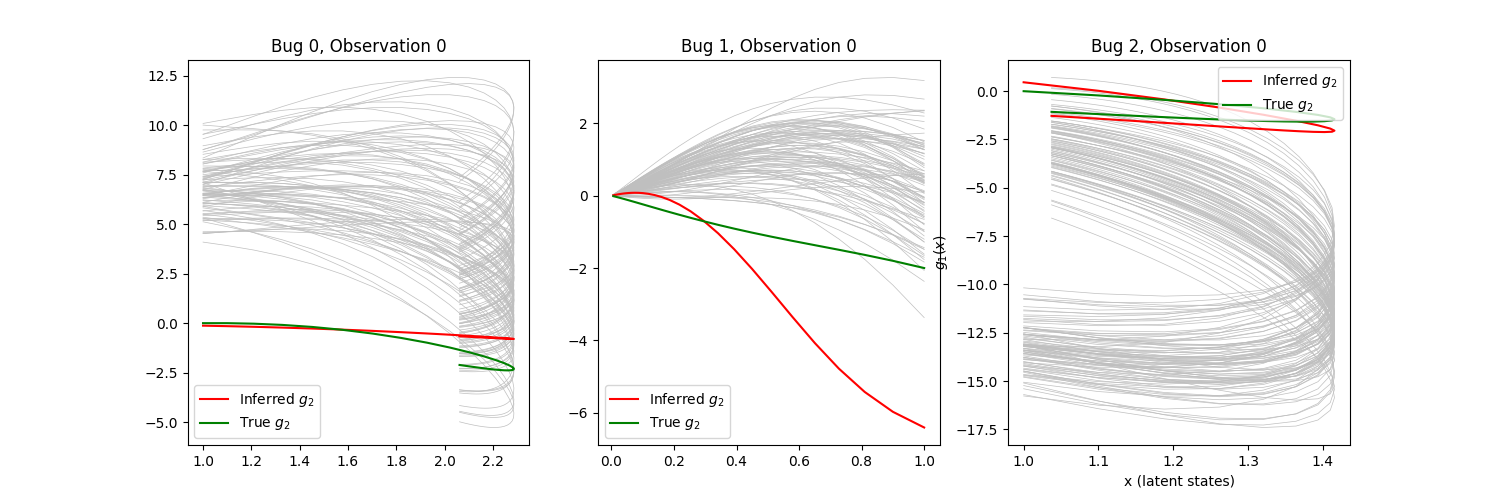 Bug 0, Observation 0
12.5
10.0
7.5
5.0
2.5
0.0
−2.5
−5.0
1.0 1.2 1.4 1.6 1.8 2.0 2.2
Inferred g₂
True g₂
Bug 1, Observation 0
2
0
−2
−4
−6
0.0 0.2 0.4 0.6 0.8 1.0
Inferred g₂
True g₂
Bug 2, Observation 0
g₁(x)
0.0
−2.5
−5.0
−7.5
−10.0
−12.5
−15.0
−17.5
1.0 1.1 1.2 1.3 1.4
x (latent states)
Inferred g₂
True g₂